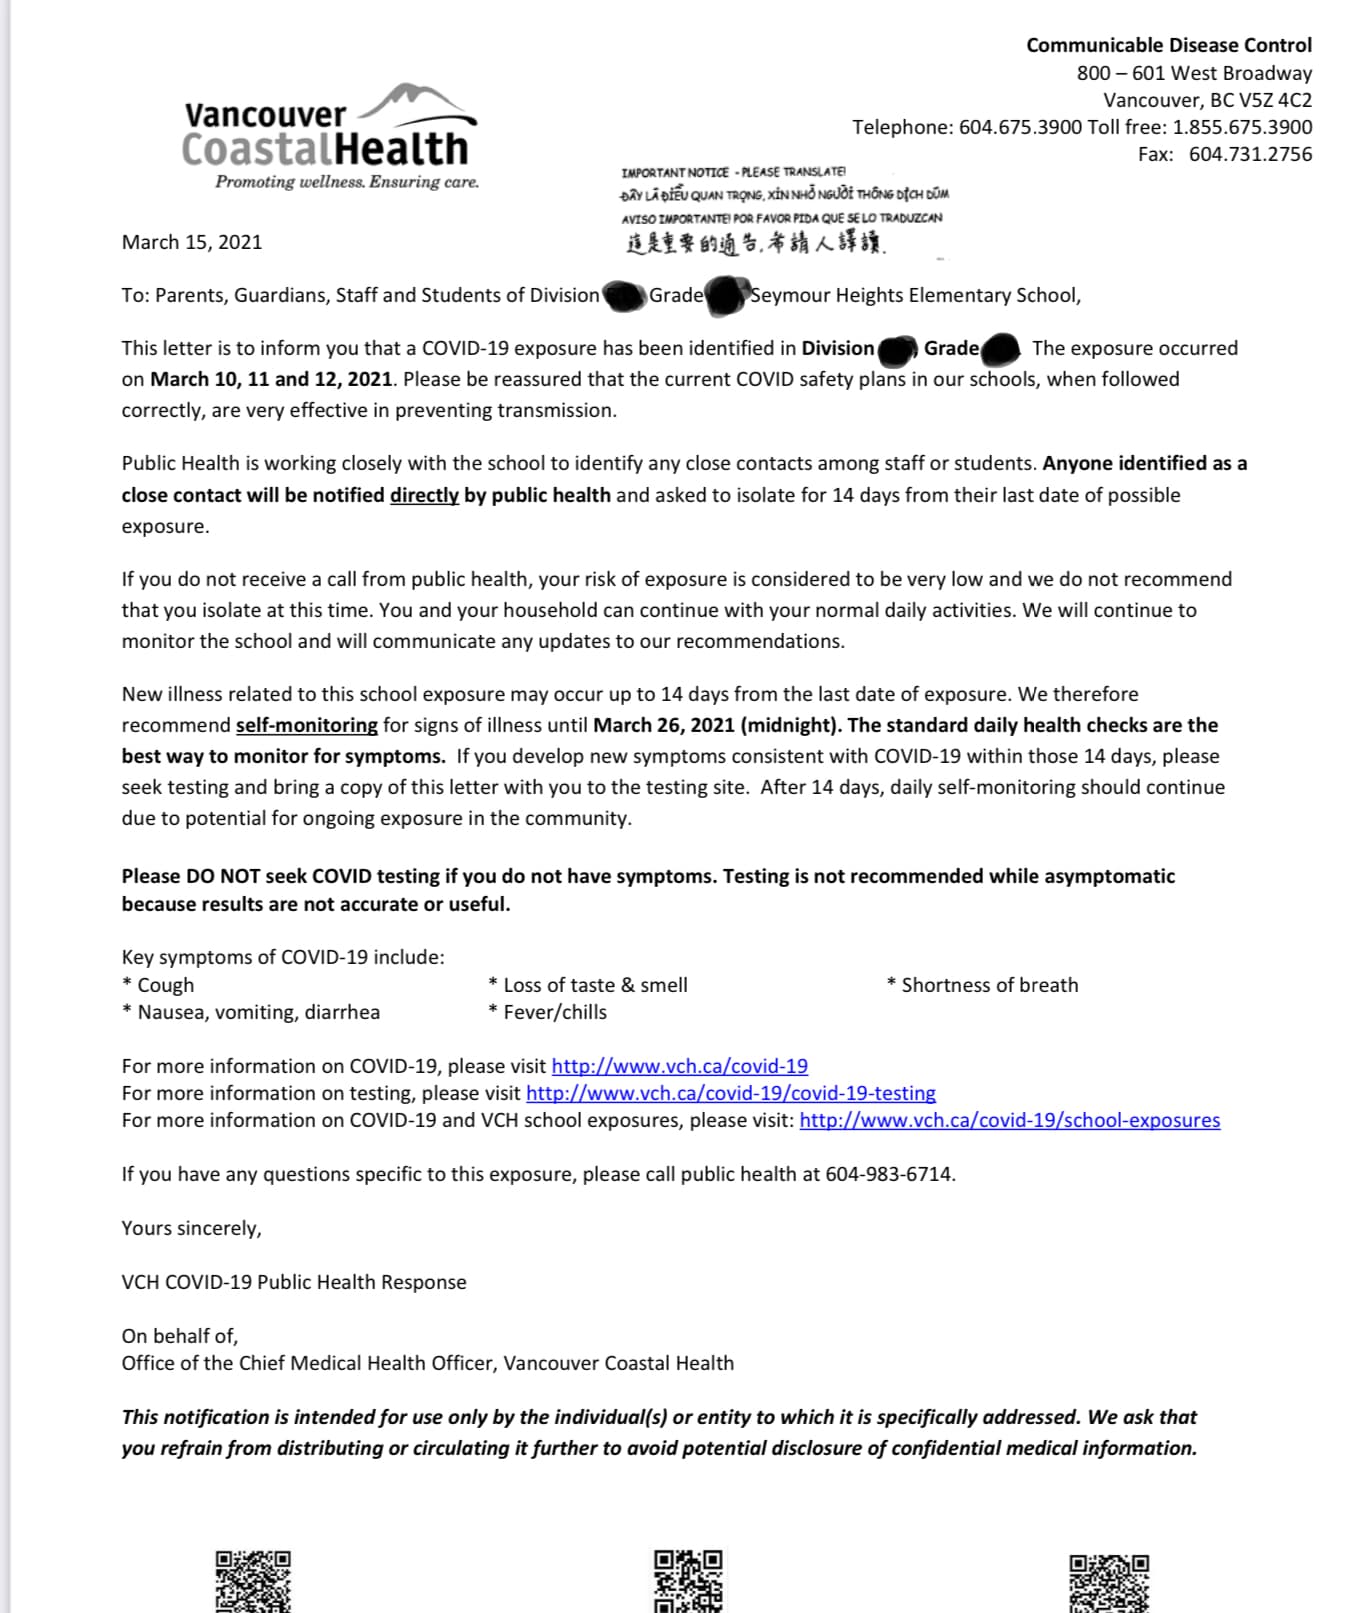 Communicable Disease Control
800 – 601 West Broadway
Vancouver, BC V5Z 4C2
Telephone: 604.675.3900 Toll free: 1.855.675.3900
Fax: 604.731.2756
Vancouver
CoastalHealth
Promoting wellness. Ensuring care.
IMPORTANT NOTICE - PLEASE TRANSLATE!
ĐÂY LÃ ĐIỀU QUAN TRỌNG, XÍN NHỜ NGƯỜI THÔNG DỊCH DŨM
AVISO IMPORTANTE! POR FAVOR PIDA QUE SE LO TRADUZCAN
這是重要的通告,希請人譯讀.
March 15, 2021
To: Parents, Guardians, Staff and Students of Division Grade Seymour Heights Elementary School,
This letter is to inform you that a COVID-19 exposure has been identified in Division , Grade The exposure occurred
on March 10, 11 and 12, 2021. Please be reassured that the current COVID safety plans in our schools, when followed
correctly, are very effective in preventing transmission.
Public Health is working closely with the school to identify any close contacts among staff or students. Anyone identified as a
close contact will be notified directly by public health and asked to isolate for 14 days from their last date of possible
exposure.
If you do not receive a call from public health, your risk of exposure is considered to be very low and we do not recommend
that you isolate at this time. You and your household can continue with your normal daily activities. We will continue to
monitor the school and will communicate any updates to our recommendations.
New illness related to this school exposure may occur up to 14 days from the last date of exposure. We therefore
recommend self-monitoring for signs of illness until March 26, 2021 (midnight). The standard daily health checks are the
best way to monitor for symptoms. If you develop new symptoms consistent with COVID-19 within those 14 days, please
seek testing and bring a copy of this letter with you to the testing site. After 14 days, daily self-monitoring should continue
due to potential for ongoing exposure in the community.
Please DO NOT seek COVID testing if you do not have symptoms. Testing is not recommended while asymptomatic
because results are not accurate or useful.
Key symptoms of COVID-19 include:
* Cough * Loss of taste & smell * Shortness of breath
* Nausea, vomiting, diarrhea * Fever/chills
For more information on COVID-19, please visit http://www.vch.ca/covid-19
For more information on testing, please visit http://www.vch.ca/covid-19/covid-19-testing
For more information on COVID-19 and VCH school exposures, please visit: http://www.vch.ca/covid-19/school-exposures
If you have any questions specific to this exposure, please call public health at 604-983-6714.
Yours sincerely,
VCH COVID-19 Public Health Response
On behalf of,
Office of the Chief Medical Health Officer, Vancouver Coastal Health
This notification is intended for use only by the individual(s) or entity to which it is specifically addressed. We ask that
you refrain from distributing or circulating it further to avoid potential disclosure of confidential medical information.